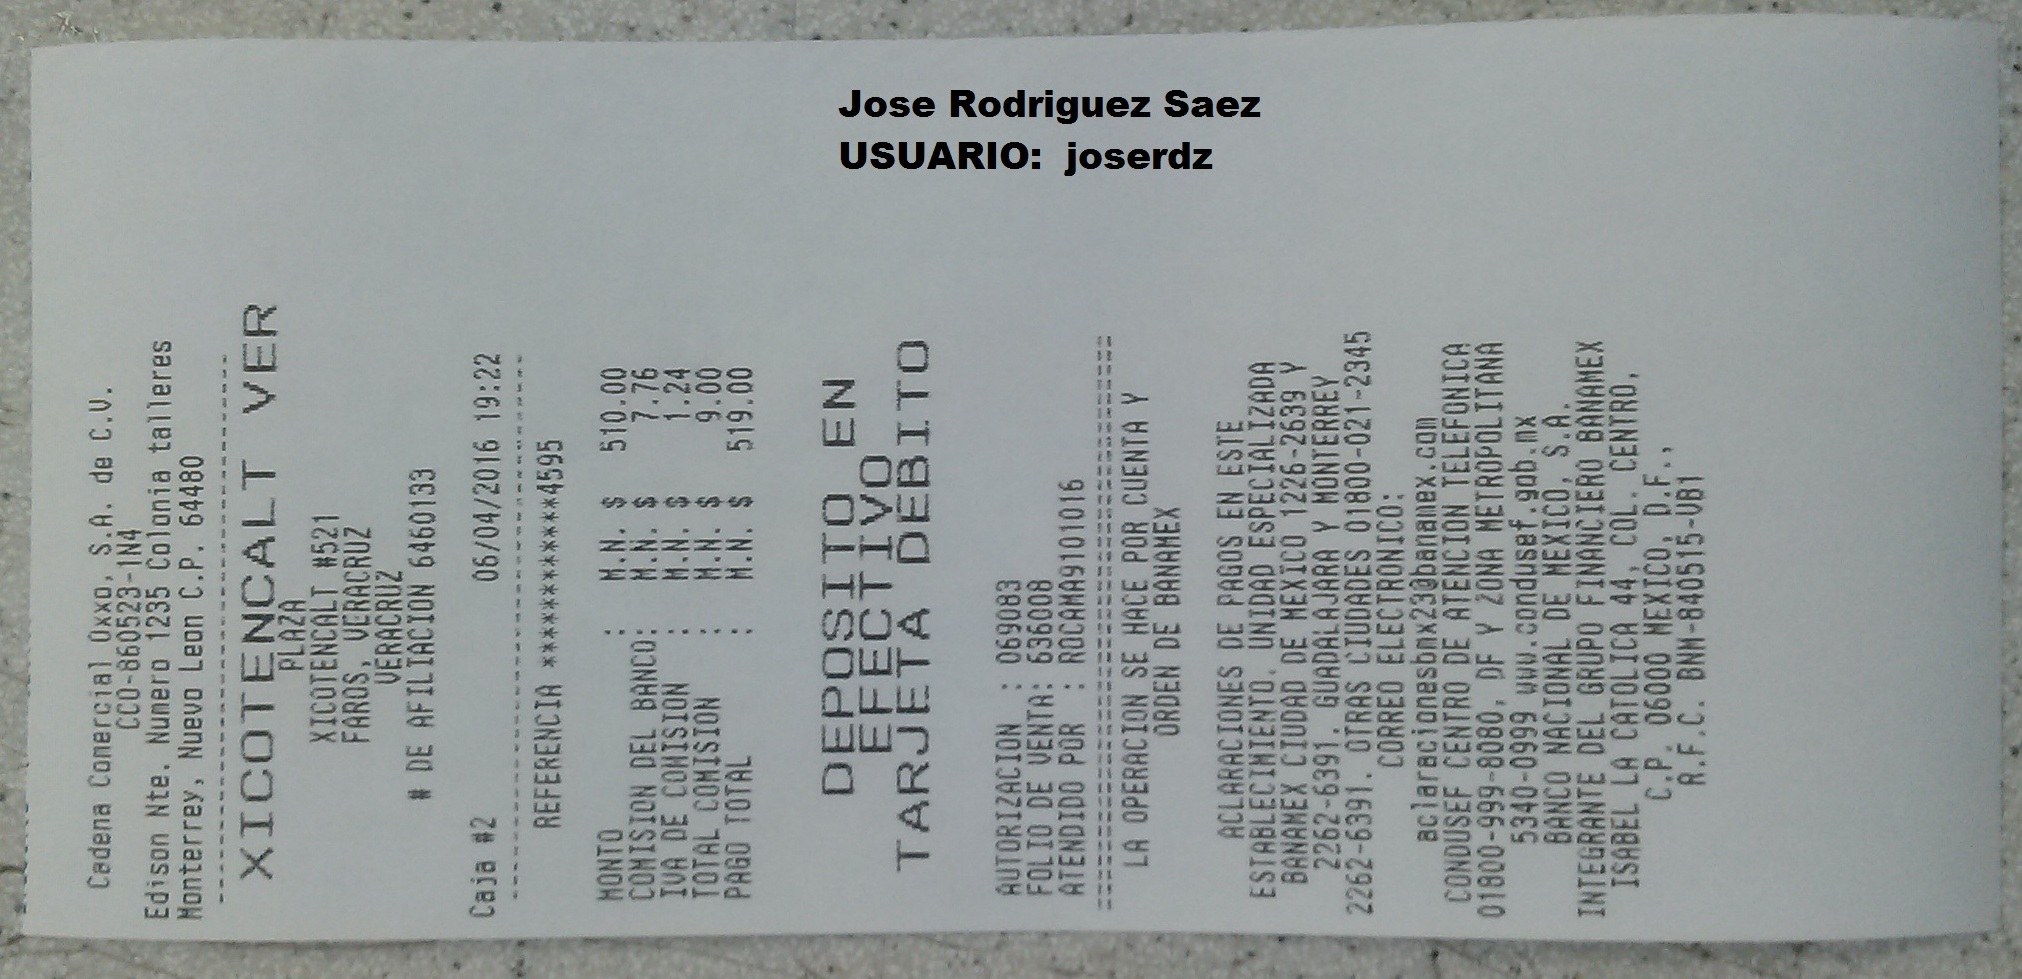 Jose Rodriguez Saez
USUARIO: joserdz
Cadena Comercial Oxxo, S.A. de C.V.
CCO-860523-1N4
Edison Nte. Numero 1235 Colonia talleres
Monterrey, Nuevo Leon C.P. 64480
XICOTENCALT VER
PLAZA
XICOTENCALT #521
FAROS, VERACRUZ
VERACRUZ
# DE AFILIACION 6460133
Caja #2 06/04/2016 19:22
REFERENCIA ************4595
MONTO : M.N. $ 510.00
COMISION DEL BANCO: M.N. $ 7.76
IVA DE COMISION : M.N. $ 1.24
TOTAL COMISION : M.N. $ 9.00
PAGO TOTAL : M.N. $ 519.00
DEPOSITO EN
EFECTIVO
TARJETA DEBITO
AUTORIZACION : 069083
FOLIO DE VENTA: 636008
ATENDIDO POR : ROCAMA91101016
LA OPERACION SE HACE POR CUENTA Y
ORDEN DE BANAMEX
ACLARACIONES DE PAGOS EN ESTE
ESTABLECIMIENTO. UNIDAD ESPECIALIZADA
BANAMEX CIUDAD DE MEXICO 1226-2639 Y
2262-6391. GUADALAJARA Y MONTERREY
2262-6391. OTRAS CIUDADES 01800-021-2345
CORREO ELECTRONICO:
aclaracionesbmx23@banamex.com
CONDUSEF CENTRO DE ATENCION TELEFONICA
01800-999-8080, DF Y ZONA METROPOLITANA
5340-0999 www.condusef.gob.mx
BANCO NACIONAL DE MEXICO, S.A.
INTEGRANTE DEL GRUPO FINANCIERO BANAMEX
ISABEL LA CATOLICA 44, COL. CENTRO,
C.P. 06000 MEXICO, D.F.,
R.F.C. BNM-840515-VB1